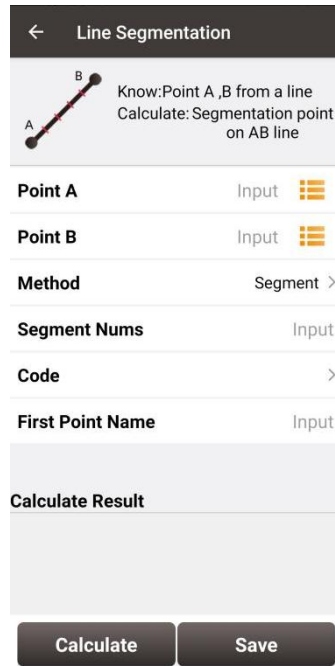 Line Segmentation
B
A
Know:Point A ,B from a line
Calculate: Segmentation point
on AB line
Point A Input
Point B Input
Method Segment >
Segment Nums Input
Code >
First Point Name Input
Calculate Result
Calculate Save